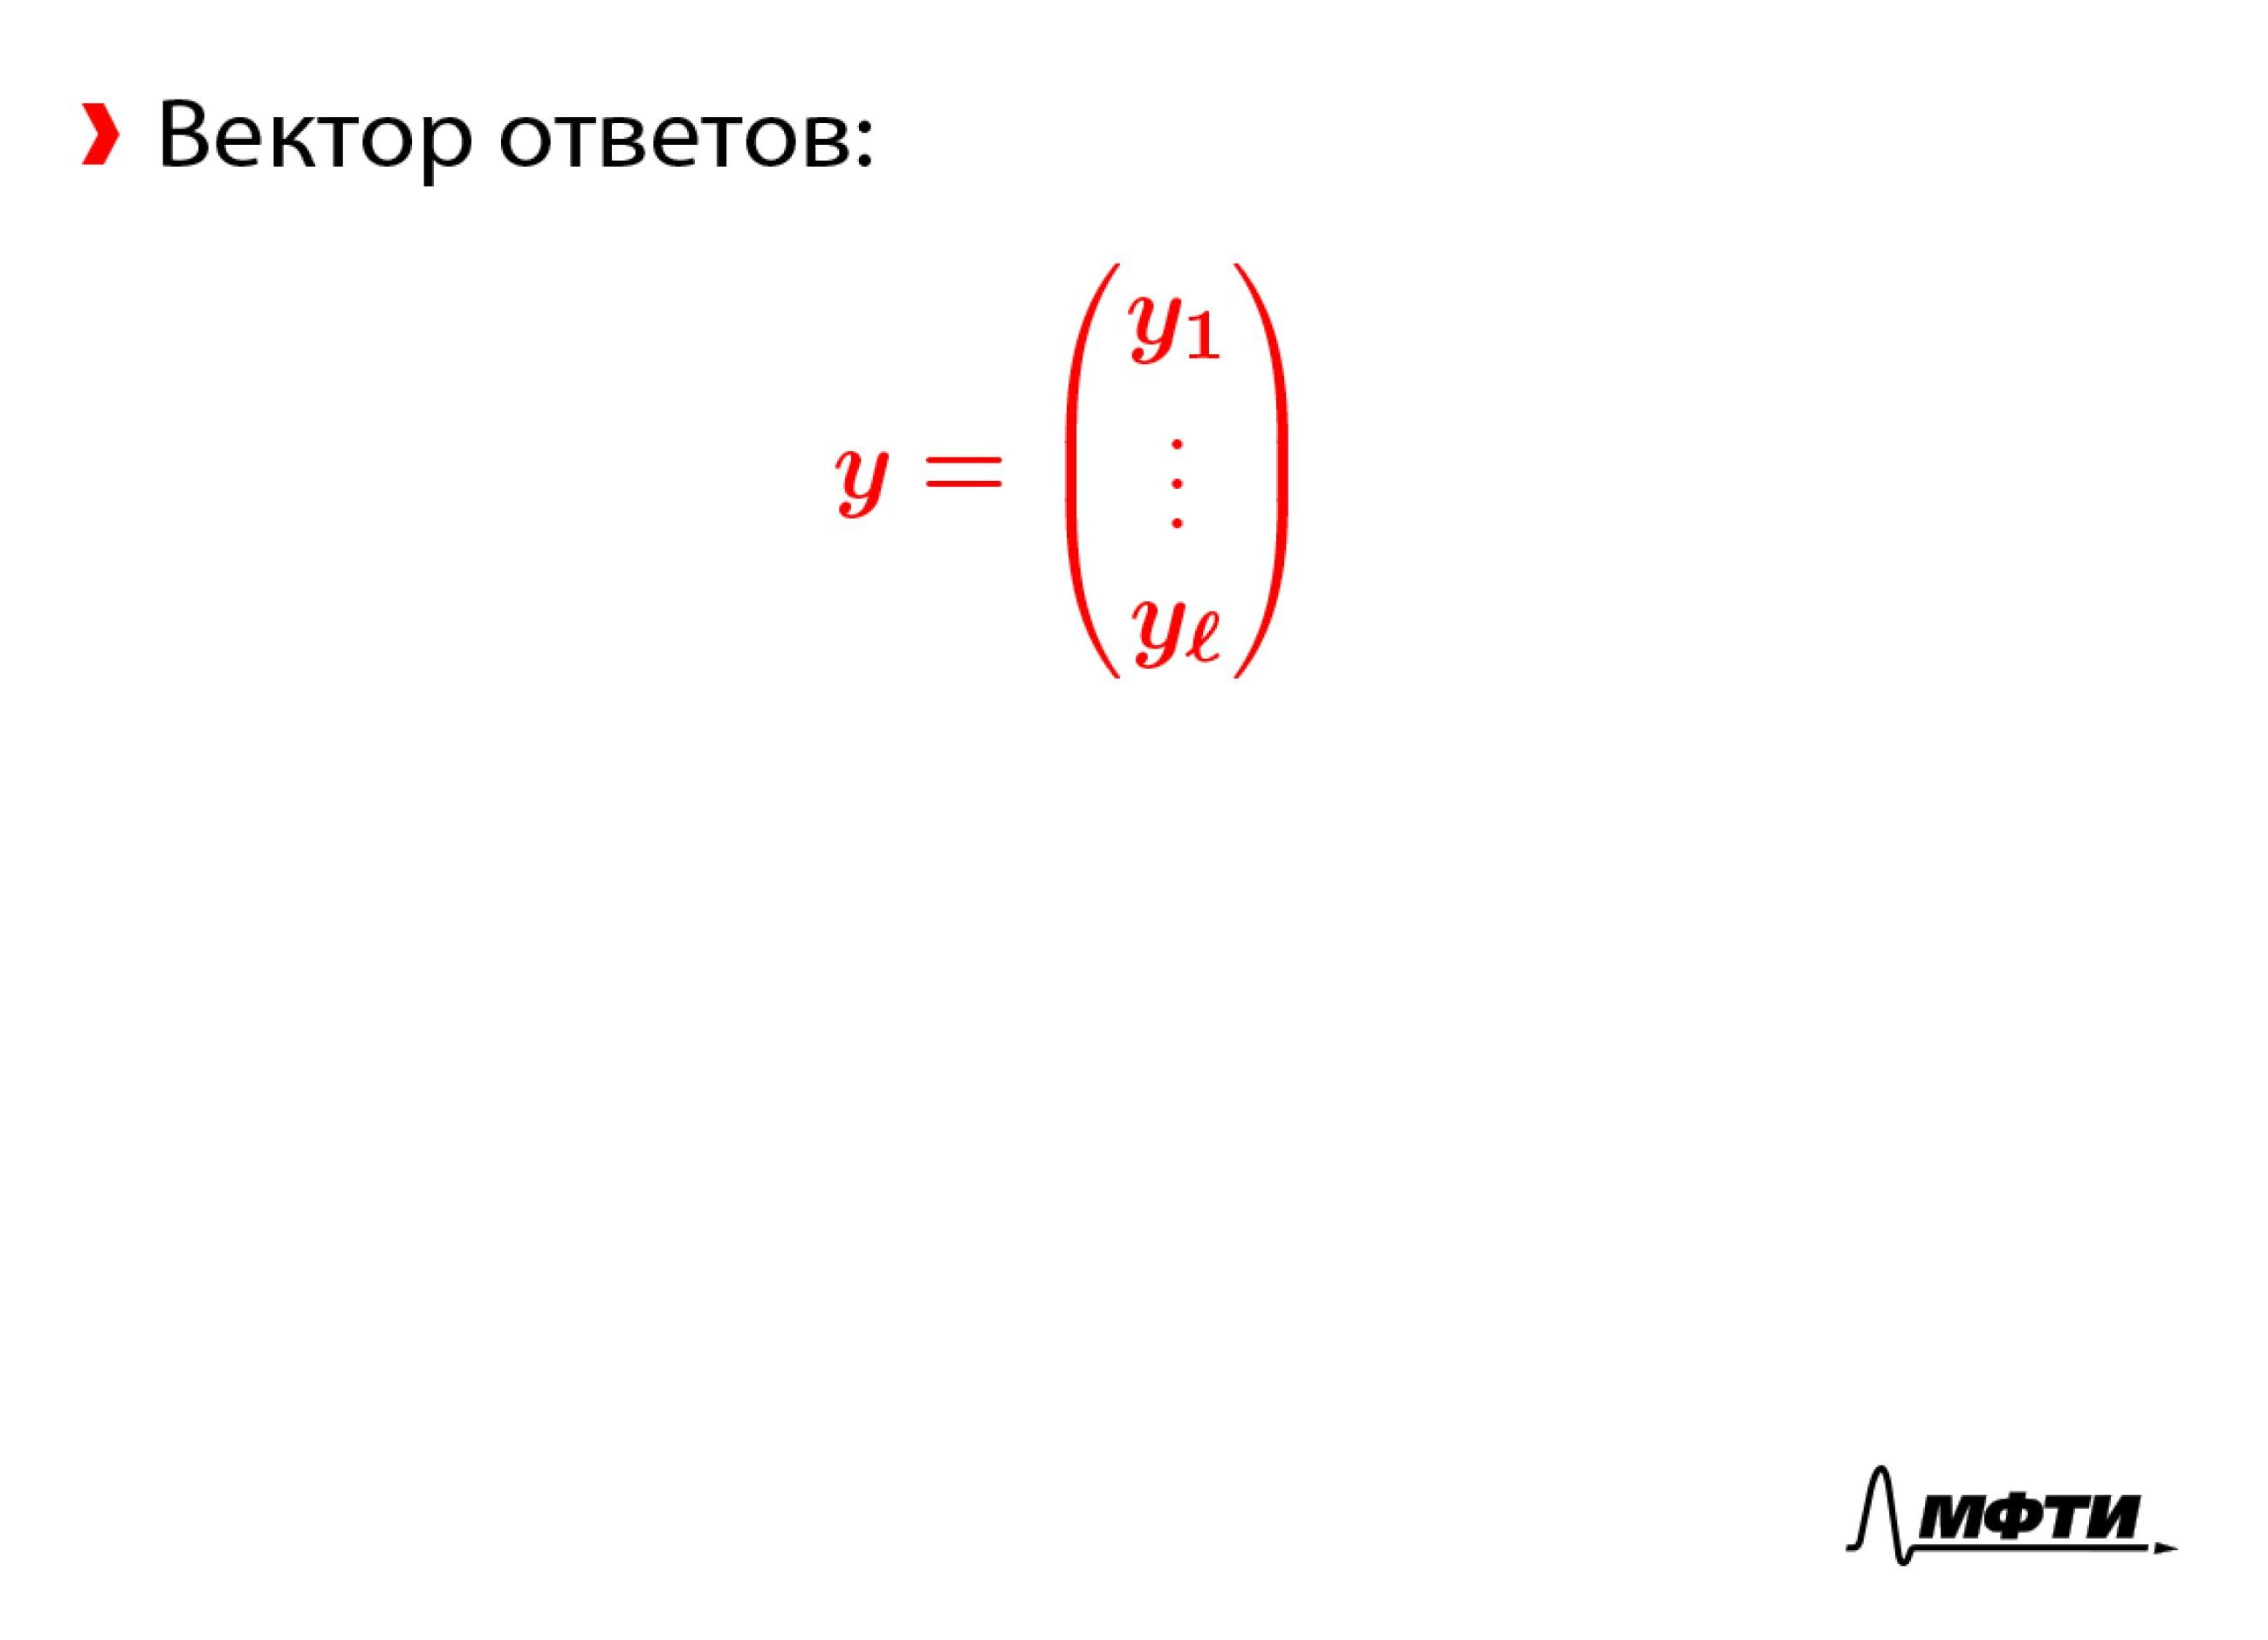 Вектор ответов:
y = (y₁
⋮
y_ℓ)
МФТИ